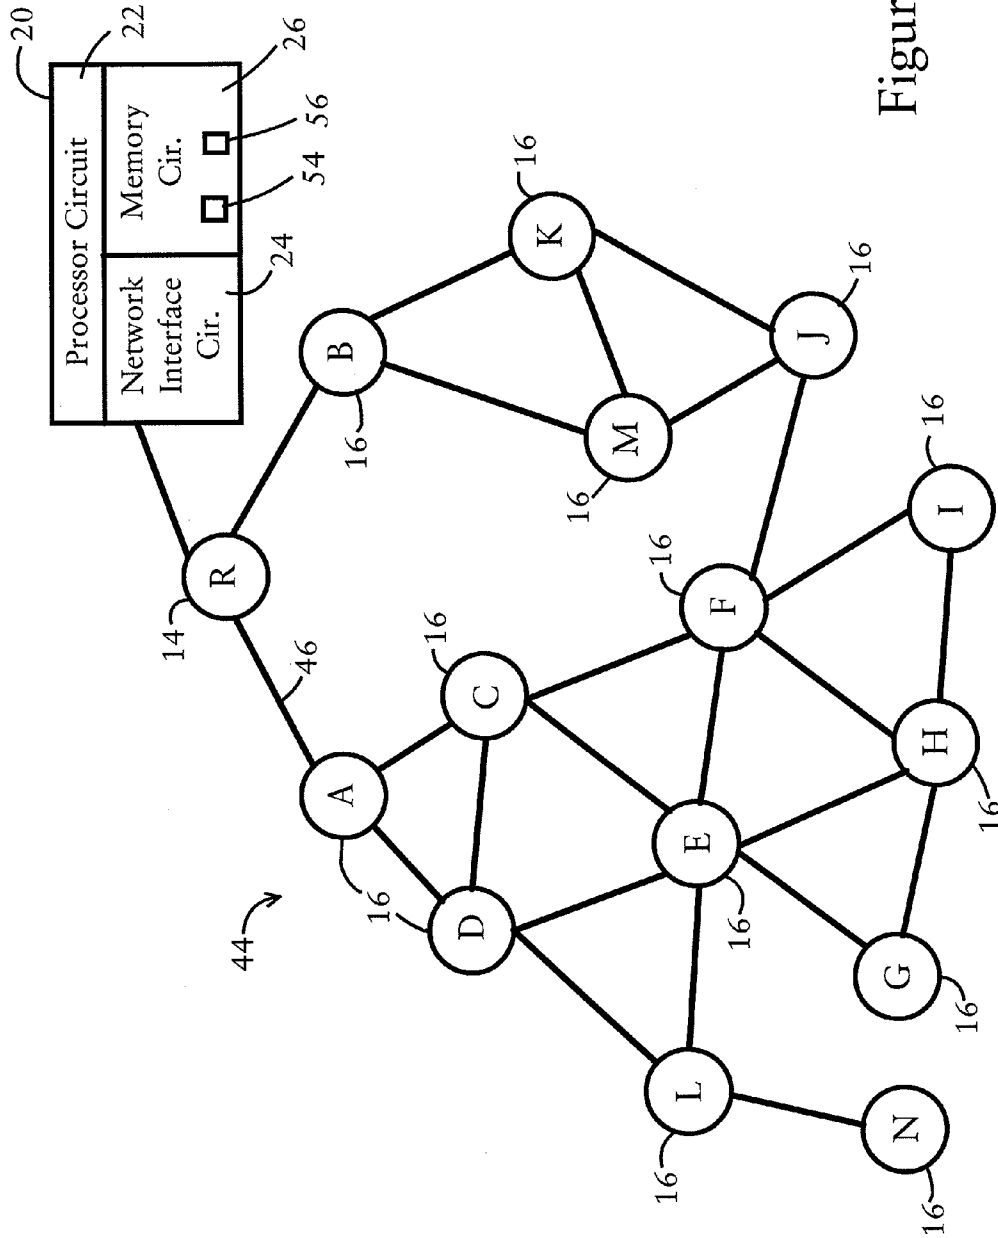 20
Processor Circuit
22
Network
Interface
Cir.
Memory
Cir.
14
R
44
24
26
46
54
56
A
B
16
16
16
D
C
16
K
16
M
16
16
L
E
F
16
J
16
N
G
Figur
16
H
16
I
16
16